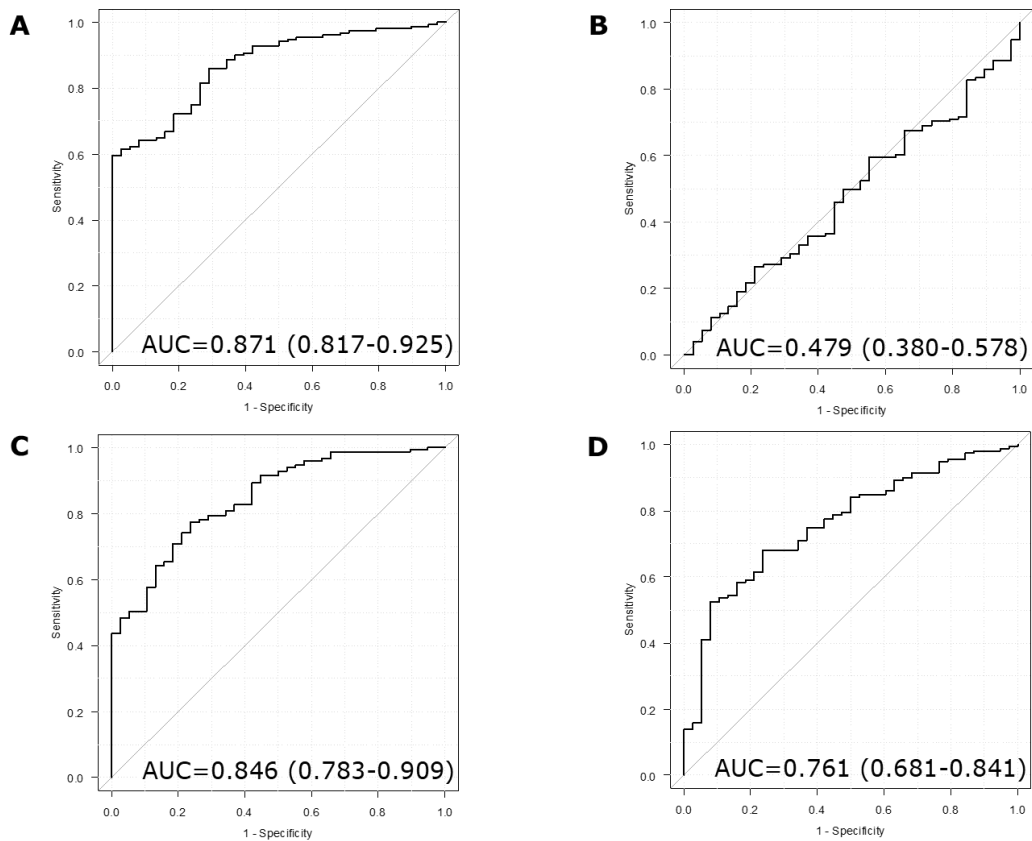 A
1.0
0.8
0.6
0.4
0.2
0.0
Sensitivity
AUC=0.871 (0.817-0.925)
0.0 0.2 0.4 0.6 0.8 1.0
1 - Specificity
B
1.0
0.8
0.6
0.4
0.2
0.0
Sensitivity
AUC=0.479 (0.380-0.578)
0.0 0.2 0.4 0.6 0.8 1.0
1 - Specificity
C
1.0
0.8
0.6
0.4
0.2
0.0
Sensitivity
AUC=0.846 (0.783-0.909)
0.0 0.2 0.4 0.6 0.8 1.0
1 - Specificity
D
1.0
0.8
0.6
0.4
0.2
0.0
Sensitivity
AUC=0.761 (0.681-0.841)
0.0 0.2 0.4 0.6 0.8 1.0
1 - Specificity